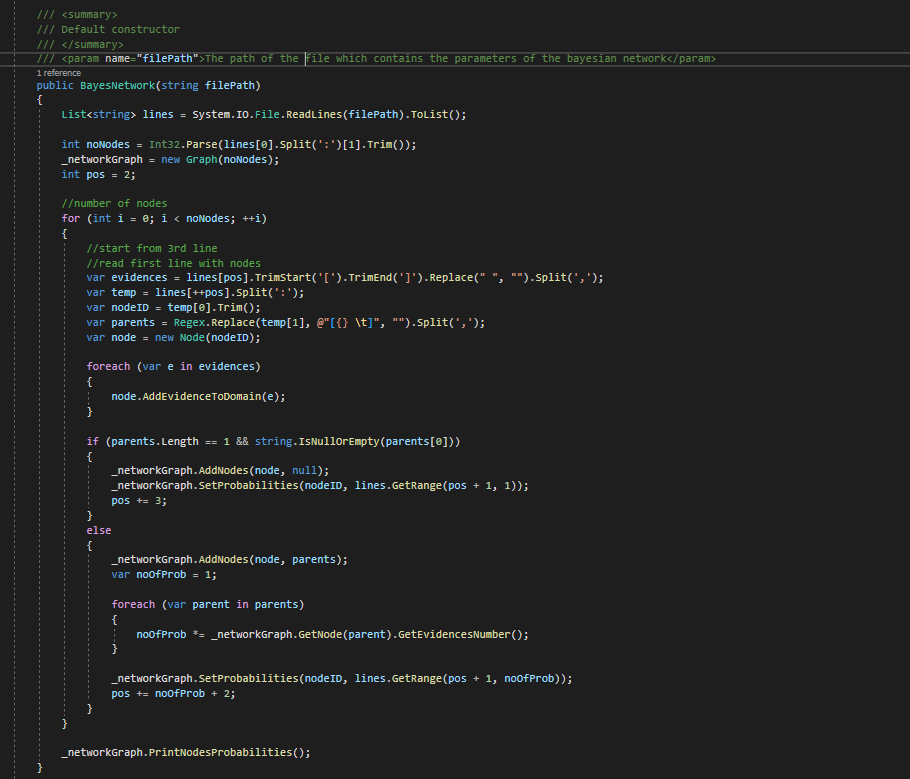 /// <summary>
/// Default constructor
/// </summary>
/// <param name="filePath">The path of the file which contains the parameters of the bayesian network</param>
1 reference
public BayesNetwork(string filePath)
{
List<string> lines = System.IO.File.ReadLines(filePath).ToList();
int noNodes = Int32.Parse(lines[0].Split(':')[1].Trim());
_networkGraph = new Graph(noNodes);
int pos = 2;
//number of nodes
for (int i = 0; i < noNodes; ++i)
{
//start from 3rd line
//read first line with nodes
var evidences = lines[pos].TrimStart('[').TrimEnd(']').Replace(" ", "").Split(',');
var temp = lines[++pos].Split(':');
var nodeID = temp[0].Trim();
var parents = Regex.Replace(temp[1], @"[{} \t]", "").Split(',');
var node = new Node(nodeID);
foreach (var e in evidences)
{
node.AddEvidenceToDomain(e);
}
if (parents.Length == 1 && string.IsNullOrEmpty(parents[0]))
{
_networkGraph.AddNodes(node, null);
_networkGraph.SetProbabilities(nodeID, lines.GetRange(pos + 1, 1));
pos += 3;
}
else
{
_networkGraph.AddNodes(node, parents);
var noOfProb = 1;
foreach (var parent in parents)
{
noOfProb *= _networkGraph.GetNode(parent).GetEvidencesNumber();
}
_networkGraph.SetProbabilities(nodeID, lines.GetRange(pos + 1, noOfProb));
pos += noOfProb + 2;
}
}
_networkGraph.PrintNodesProbabilities();
}